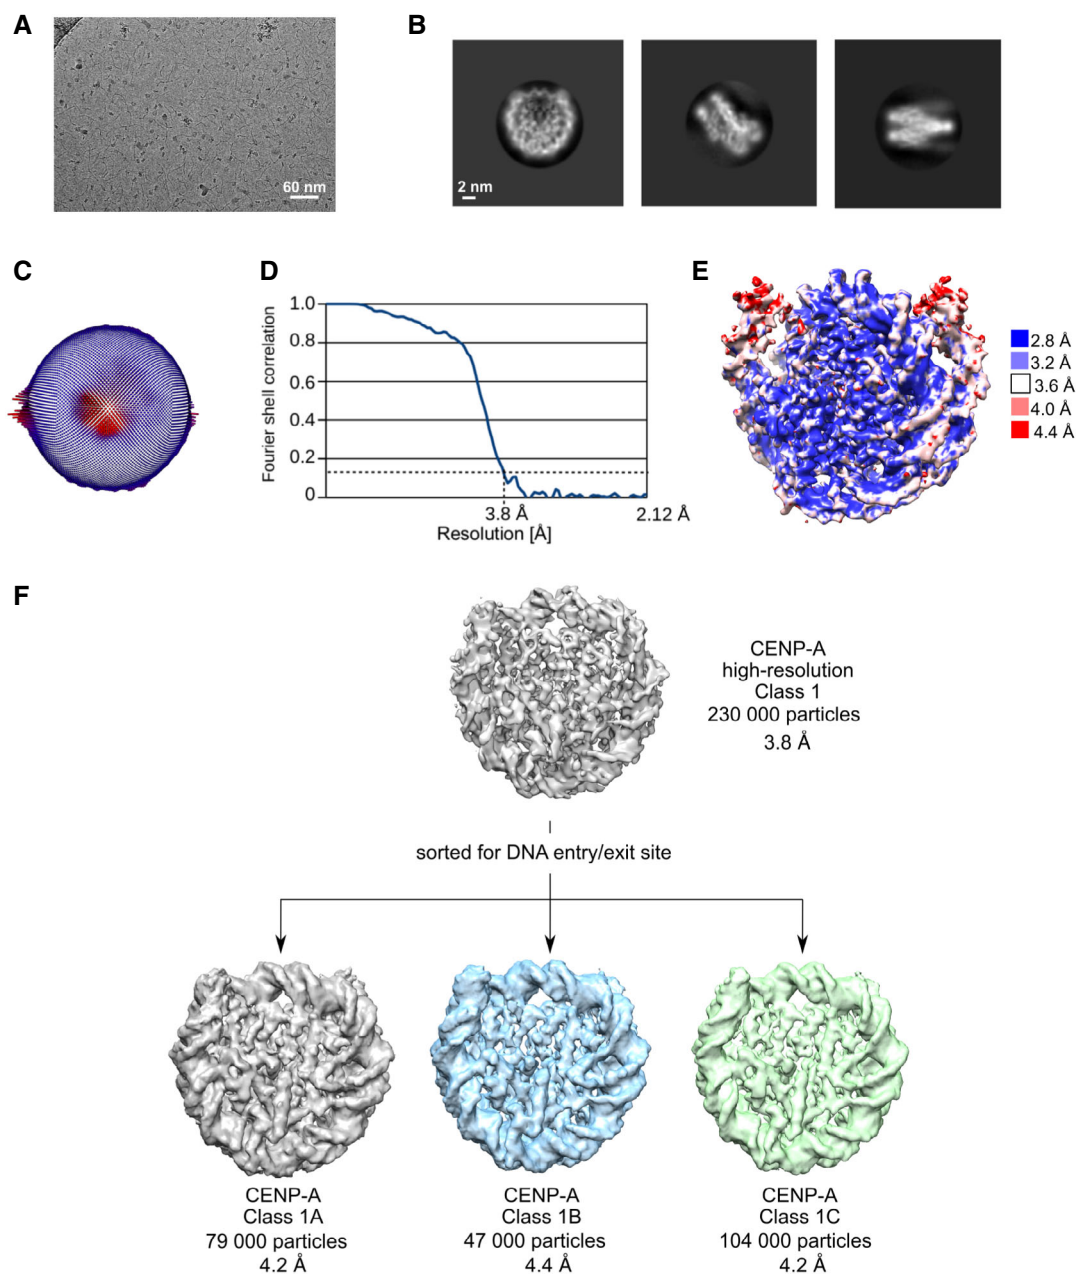 A
60 nm
B
2 nm
C
D
Fourier shell correlation
1.0
0.8
0.6
0.4
0.2
0
3.8 Å
2.12 Å
Resolution [Å]
E
2.8 Å
3.2 Å
3.6 Å
4.0 Å
4.4 Å
F
CENP-A
high-resolution
Class 1
230 000 particles
3.8 Å
sorted for DNA entry/exit site
CENP-A
Class 1A
79 000 particles
4.2 Å
CENP-A
Class 1B
47 000 particles
4.4 Å
CENP-A
Class 1C
104 000 particles
4.2 Å